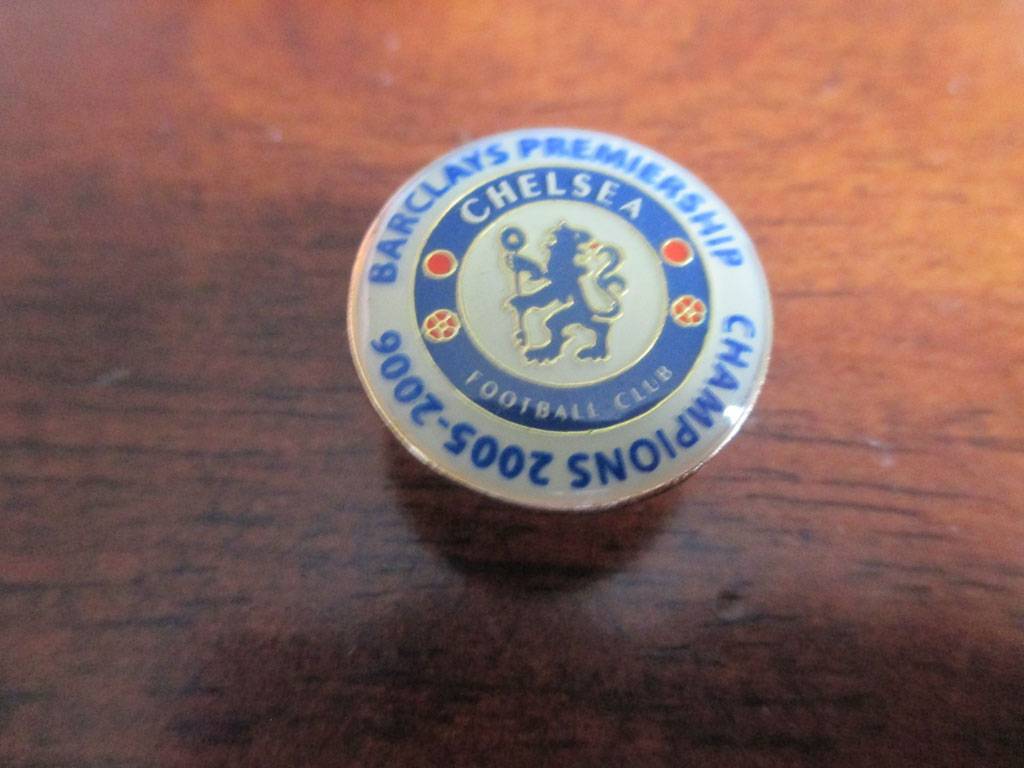 BARCLAYS PREMIERSHIP
CHAMPIONS 2005-2006
CHELSEA
FOOTBALL CLUB